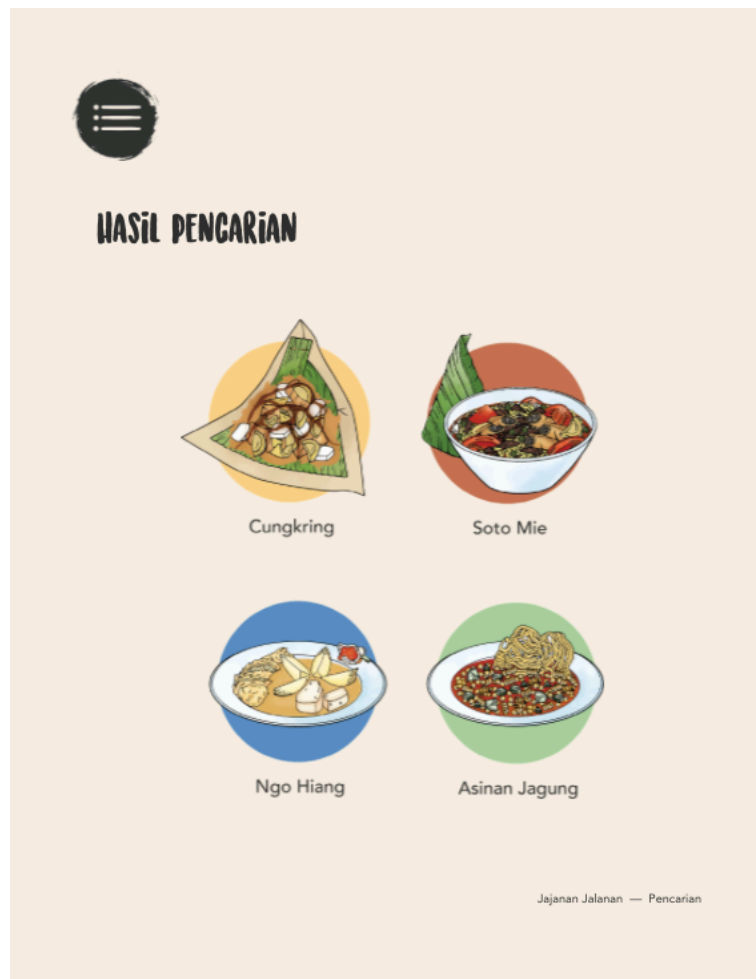 HASiL PENCARiAN
Cungkring
Soto Mie
Ngo Hiang
Asinan Jagung
Jajanan Jalanan — Pencarian